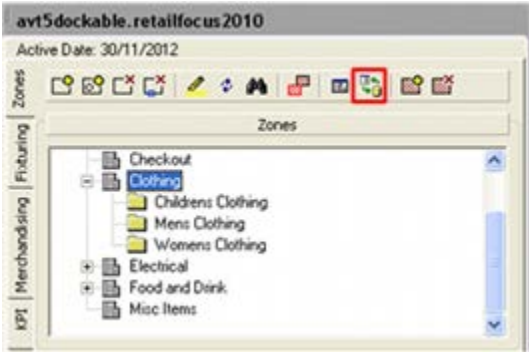 avt5dockable.retailfocus2010
Active Date: 30/11/2012
Zones
Fixturing
Merchandising
KPI
Zones
Checkout
Clothing
Childrens Clothing
Mens Clothing
Womens Clothing
Electrical
Food and Drink
Misc Items